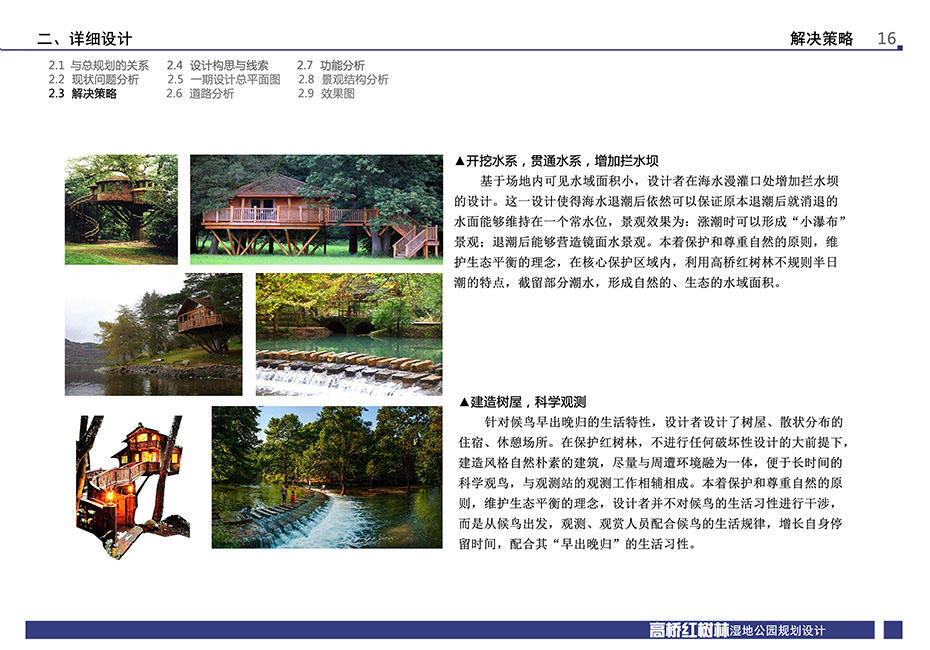 二、详细设计
解决策略 16
2.1 与总规划的关系 2.4 设计构思与线索 2.7 功能分析
2.2 现状问题分析 2.5 一期设计总平面图 2.8 景观结构分析
2.3 解决策略 2.6 道路分析 2.9 效果图
▲开挖水系，贯通水系，增加拦水坝
基于场地内可见水域面积小，设计者在海水漫灌口处增加拦水坝
的设计。这一设计使得海水退潮后依然可以保证原本退潮后就消退的
水面能够维持在一个常水位，景观效果为：涨潮时可以形成“小瀑布”
景观；退潮后能够营造镜面水景观。本着保护和尊重自然的原则，维
护生态平衡的理念，在核心保护区域内，利用高桥红树林不规则半日
潮的特点，截留部分潮水，形成自然的、生态的水域面积。
▲建造树屋，科学观测
针对候鸟早出晚归的生活特性，设计者设计了树屋、散状分布的
住宿、休憩场所。在保护红树林，不进行任何破坏性设计的大前提下，
建造风格自然朴素的建筑，尽量与周遭环境融为一体，便于长时间的
科学观鸟，与观测站的观测工作相辅相成。本着保护和尊重自然的原
则，维护生态平衡的理念，设计者并不对候鸟的生活习性进行干涉，
而是从候鸟出发，观测、观赏人员配合候鸟的生活规律，增长自身停
留时间，配合其“早出晚归”的生活习性。
高桥红树林湿地公园规划设计